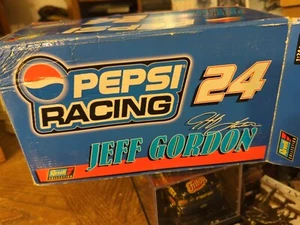 PEPSI 24
RACING
JEFF GORDON